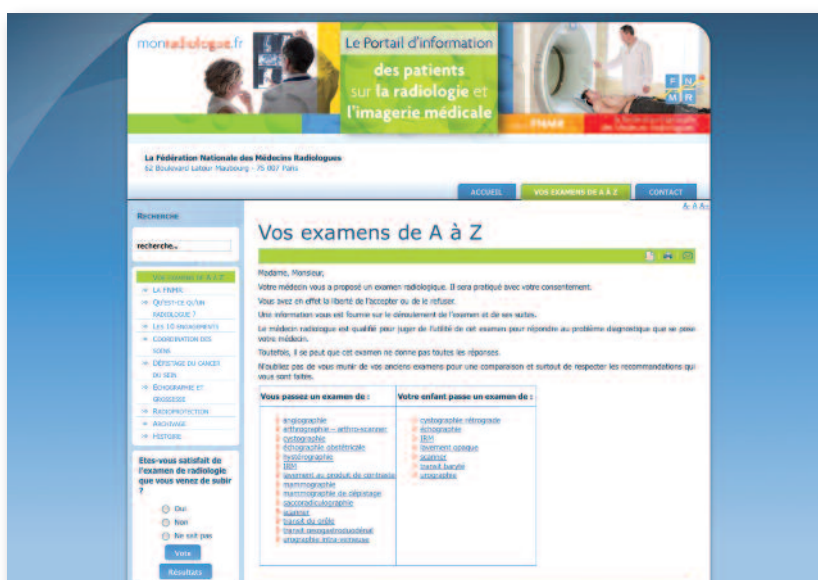 monradiologue.fr
Le Portail d'information
des patients
sur la radiologie et
l'imagerie médicale
F N
M R
La Fédération Nationale des Médecins Radiologues
62 Boulevard Latour Maubourg - 75 007 Paris
ACCUEIL
VOS EXAMENS DE A À Z
CONTACT
A- A A+
RECHERCHE
recherche...
VOS EXAMENS DE A À Z
LA FNMR
QU'EST-CE QU'UN
RADIOLOGUE ?
LES 10 ENGAGEMENTS
COORDINATION DES
SOINS
DÉPISTAGE DU CANCER
DU SEIN
ÉCHOGRAPHIE ET
GROSSESSE
RADIOPROTECTION
ARCHIVAGE
HISTOIRE
Etes-vous satisfait de
l'examen de radiologie
que vous venez de subir
?
Oui
Non
Ne sait pas
Vote
Résultats
Vos examens de A à Z
Madame, Monsieur,
Votre médecin vous a proposé un examen radiologique. Il sera pratiqué avec votre consentement.
Vous avez en effet la liberté de l'accepter ou de le refuser.
Une information vous est fournie sur le déroulement de l'examen et de ses suites.
Le médecin radiologue est qualifié pour juger de l'utilité de cet examen pour répondre au problème diagnostique que se pose
votre médecin.
Toutefois, il se peut que cet examen ne donne pas toutes les réponses.
N'oubliez pas de vous munir de vos anciens examens pour une comparaison et surtout de respecter les recommandations qui
vous sont faites.
Vous passez un examen de :
angiographie
arthrographie – arthro-scanner
cystographie
échographie obstétricale
hystérographie
IRM
lavement au produit de contraste
mammographie
mammographie de dépistage
saccoradiculographie
scanner
transit du grêle
transit oesogastroduodénal
urographie intra-veineuse
Votre enfant passe un examen de :
cystographie rétrograde
échographie
IRM
lavement opaque
scanner
transit baryté
urographie